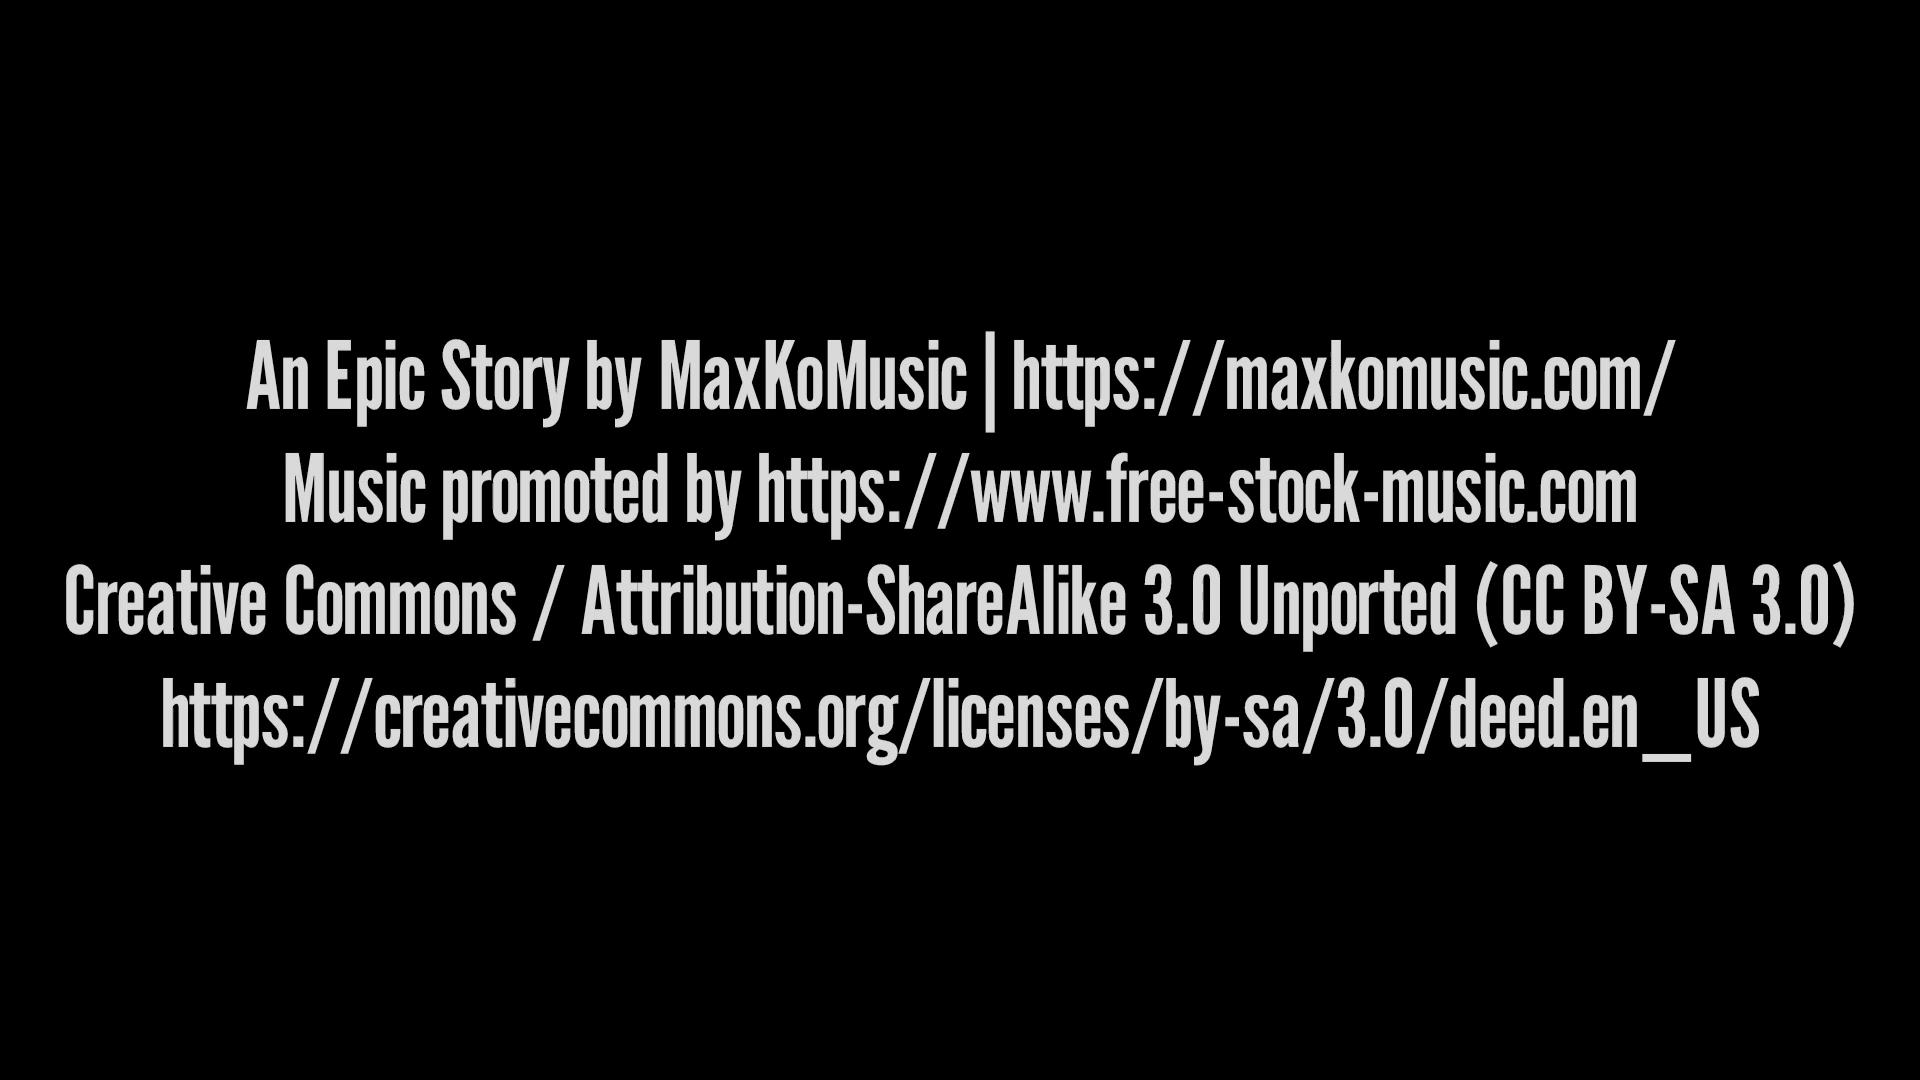 An Epic Story by MaxKoMusic | https://maxkomusic.com/
Music promoted by https://www.free-stock-music.com
Creative Commons / Attribution-ShareAlike 3.0 Unported (CC BY-SA 3.0)
https://creativecommons.org/licenses/by-sa/3.0/deed.en_US